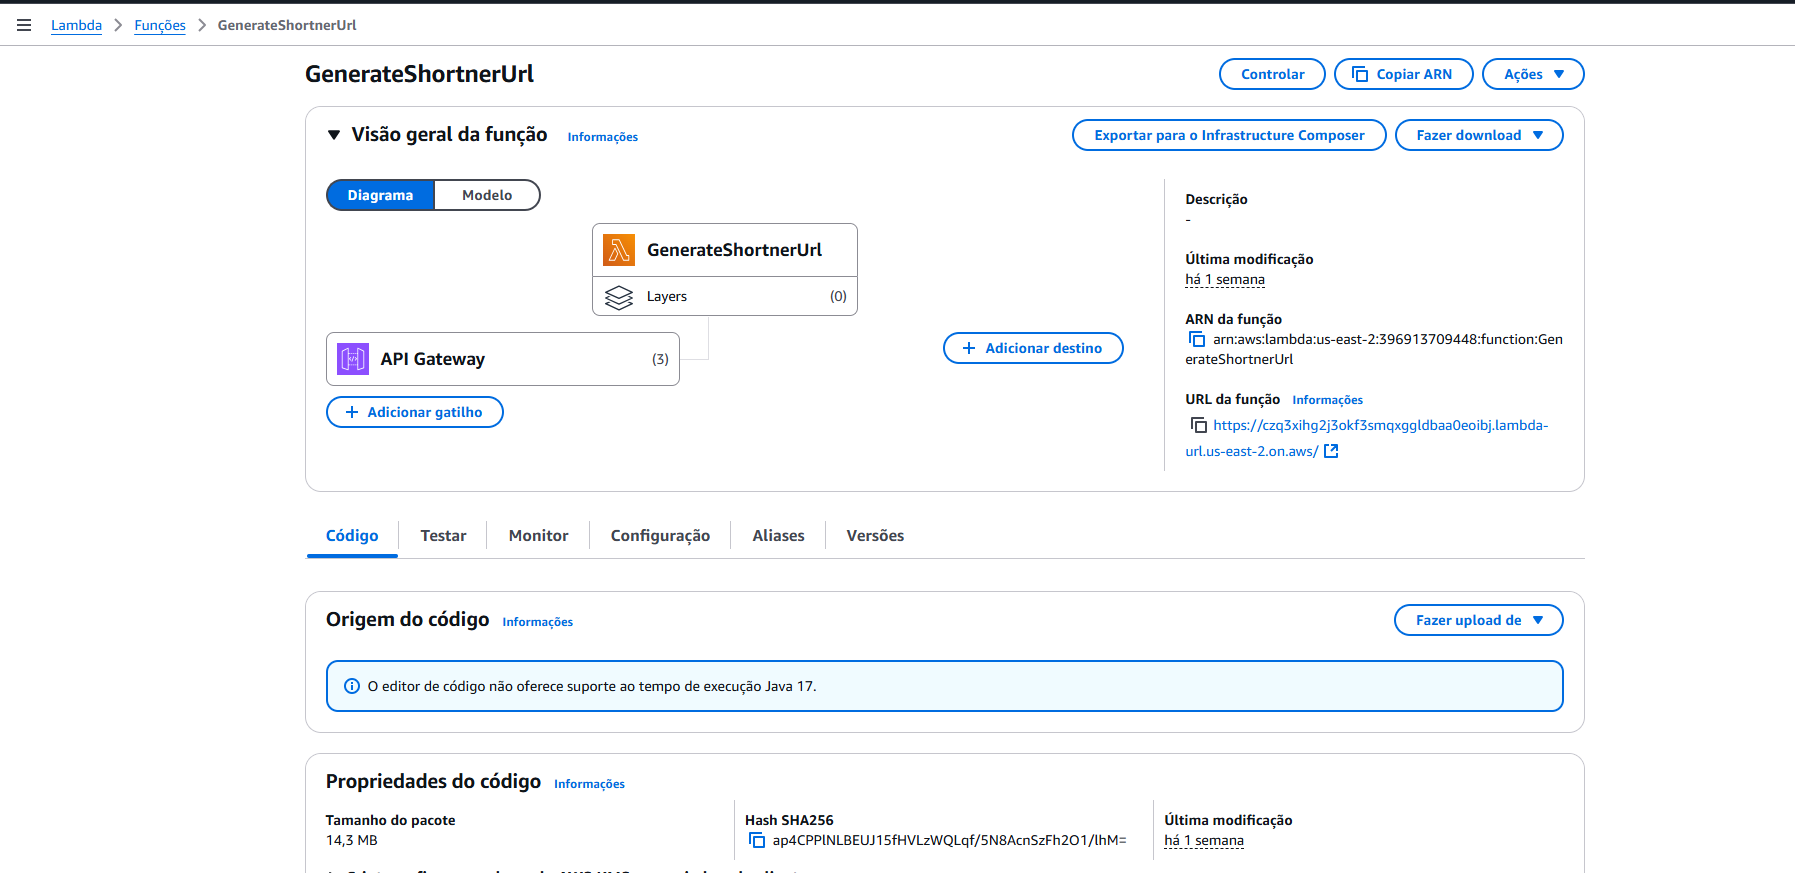 Lambda
Funções
GenerateShortnerUrl
GenerateShortnerUrl
Controlar
Copiar ARN
Ações
Visão geral da função
Informações
Exportar para o Infrastructure Composer
Fazer download
Diagrama
Modelo
GenerateShortnerUrl
Layers
(0)
API Gateway
(3)
Adicionar gatilho
Adicionar destino
Descrição
-
Última modificação
há 1 semana
ARN da função
arn:aws:lambda:us-east-2:396913709448:function:Gen
erateShortnerUrl
URL da função
Informações
https://czq3xihg2j3okf3smqxggldbaa0eoibj.lambda-
url.us-east-2.on.aws/
Código
Testar
Monitor
Configuração
Aliases
Versões
Origem do código
Informações
Fazer upload de
O editor de código não oferece suporte ao tempo de execução Java 17.
Propriedades do código
Informações
Tamanho do pacote
14,3 MB
Hash SHA256
ap4CPPlNLBEUJ15fHVLzWQLqf/5N8AcnSzFh2O1/lhM=
Última modificação
há 1 semana